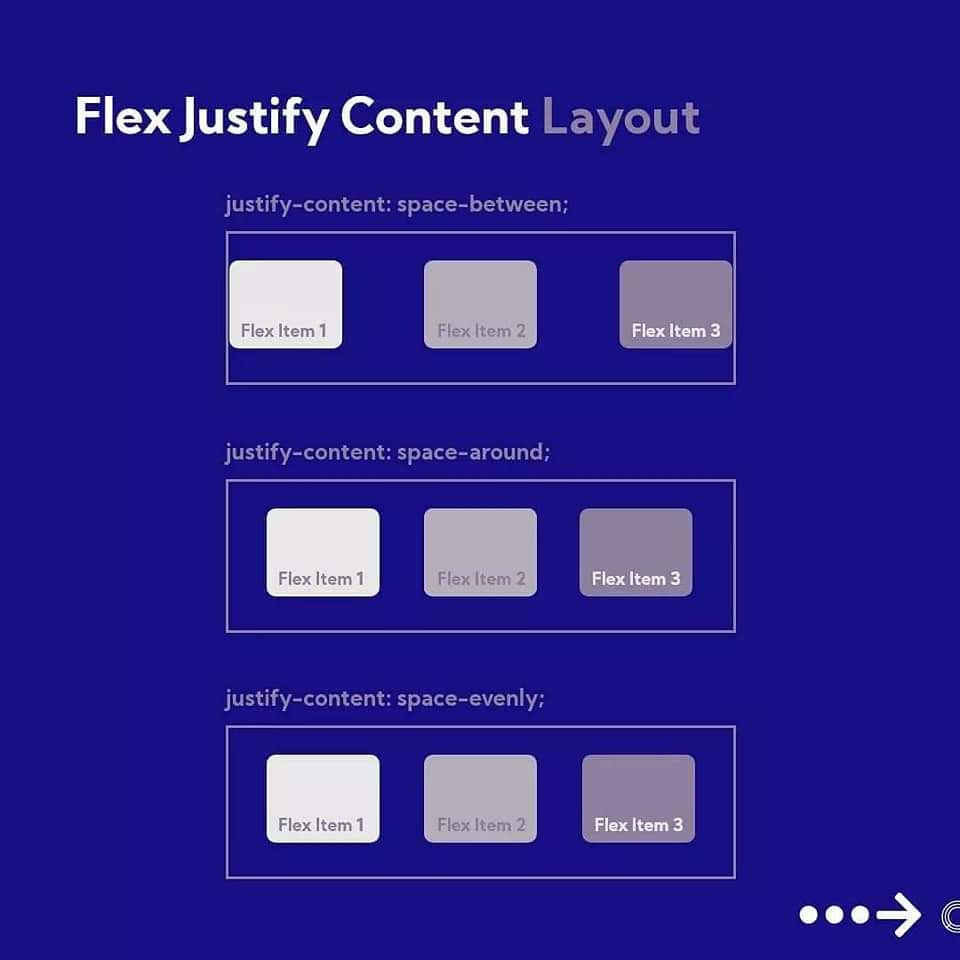 Flex Justify Content Layout
justify-content: space-between;
Flex Item 1 Flex Item 2 Flex Item 3
justify-content: space-around;
Flex Item 1 Flex Item 2 Flex Item 3
justify-content: space-evenly;
Flex Item 1 Flex Item 2 Flex Item 3